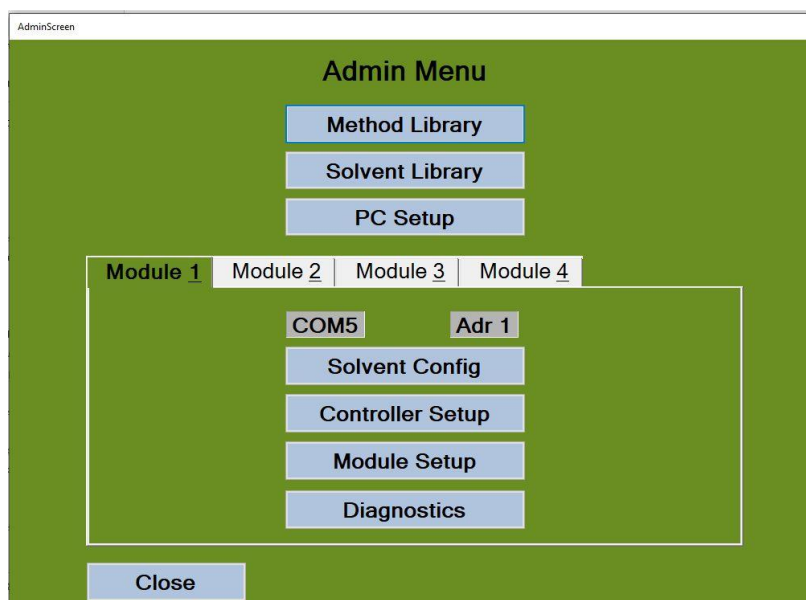 AdminScreen
Admin Menu
Method Library
Solvent Library
PC Setup
Module 1 Module 2 Module 3 Module 4
COM5 Adr 1
Solvent Config
Controller Setup
Module Setup
Diagnostics
Close